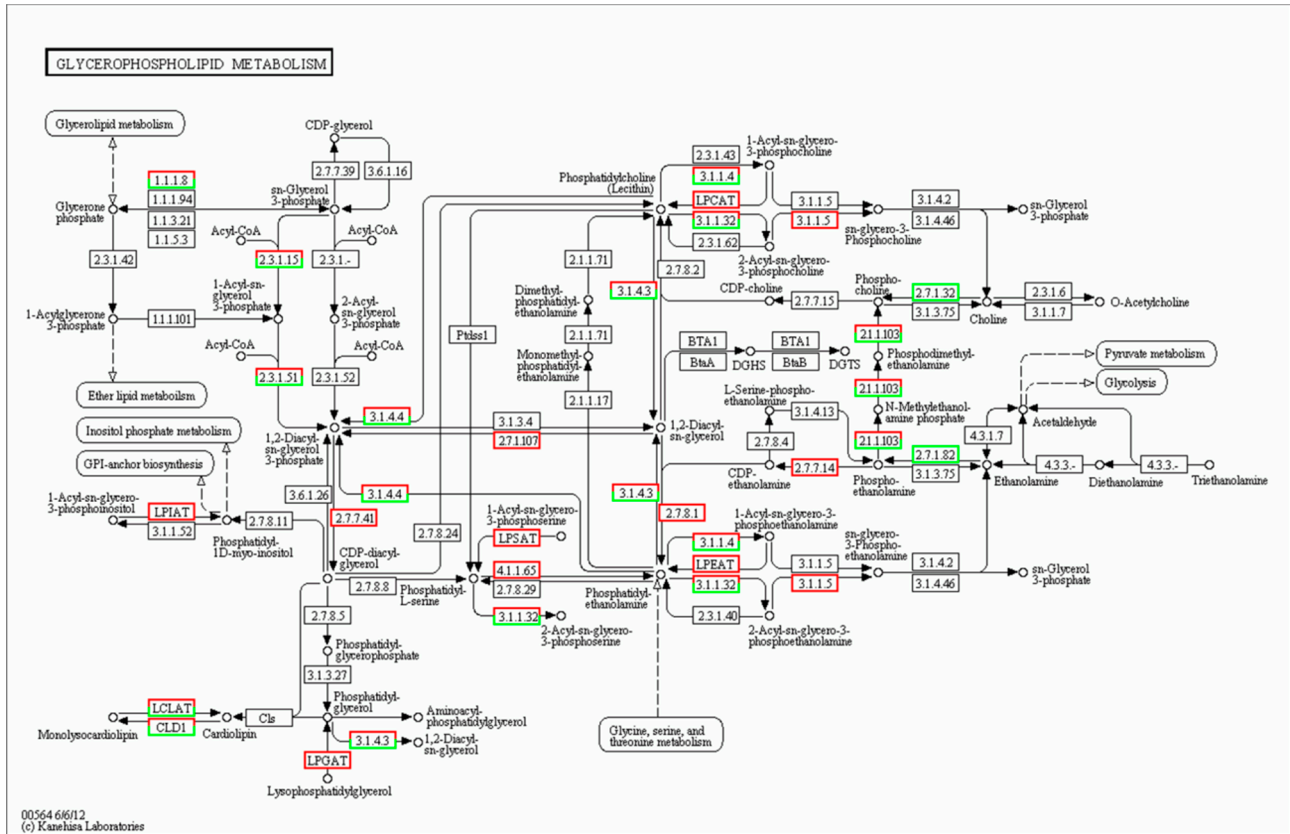 GLYCEROPHOSPHOLIPID METABOLISM
Glycerolipid metabolism
CDP-glycerol
2.7.7.39
3.6.1.16
1.1.1.8
1.1.1.94
1.1.3.21
1.1.5.3
Glycerone
phosphate
sn-Glycerol
3-phosphate
Acyl-CoA
Acyl-CoA
2.3.1.42
2.3.1.15
2.3.1.-
1-Acyl-sn-
glycerol
3-phosphate
2-Acyl-
sn-glycerol
3-phosphate
1-Acylglycerone
3-phosphate
1.1.1.101
Acyl-CoA
Acyl-CoA
2.3.1.51
2.3.1.52
Ether lipid metaboilsm
Inositol phosphate metabolism
GPI-anchor biosynthesis
1,2-Diacyl-
sn-glycerol
3-phosphate
3.1.4.4
3.1.3.4
2.7.1.107
1,2-Diacyl-
sn-glycerol
1-Acyl-sn-glycero-
3-phosphoinositol
LPIAT
3.1.1.52
Phosphatidyl-
1D-myo-inositol
2.7.8.11
3.6.1.26
2.7.7.41
3.1.4.4
2.7.8.24
CDP-diacyl-
glycerol
1-Acyl-sn-glycero-
3-phosphoserine
LPSAT
2.7.8.8
Phosphatidyl-
L-serine
4.1.1.65
2.7.8.29
3.1.1.32
2-Acyl-sn-glycero-
3-phosphoserine
Phosphatidyl-
ethanolamine
2.7.8.5
Phosphatidyl-
glycerophosphate
3.1.3.27
Phosphatidyl-
glycerol
LCLAT
CLD1
Monolysocardiolipin
Cardiolipin
Cls
Aminoacyl-
phosphatidylglycerol
3.1.4.3
1,2-Diacyl-
sn-glycerol
LPGAT
Lysophosphatidylglycerol
Phosphatidylcholine
(Lecithin)
2.3.1.43
3.1.1.4
LPCAT
3.1.1.32
2.3.1.62
1-Acyl-sn-glycero-
3-phosphocholine
2-Acyl-sn-glycero-
3-phosphocholine
3.1.1.5
3.1.1.5
sn-glycero-3-
Phosphocholine
3.1.4.2
3.1.4.46
sn-Glycerol
3-phosphate
2.1.1.71
Dimethyl-
phosphatidyl-
ethanolamine
2.1.1.71
Monomethyl-
phosphatidyl-
ethanolamine
2.1.1.17
Ptdss1
3.1.4.3
2.7.8.2
CDP-choline
2.7.7.15
Phospho-
choline
2.7.1.32
3.1.3.75
Choline
2.3.1.6
3.1.1.7
O-Acetylcholine
BTA1
BtaA
DGHS
BTA1
BtaB
DGTS
2.1.1.103
Phosphodimethyl-
ethanolamine
2.1.1.103
N-Methylethanol-
amine phosphate
2.1.1.103
L-Serine-phospho-
ethanolamine
3.1.4.13
2.7.8.4
CDP-
ethanolamine
2.7.7.14
Phospho-
ethanolamine
2.7.1.82
3.1.3.75
Ethanolamine
4.3.1.7
Acetaldehyde
Pyruvate metabolism
Glycolysis
4.3.3.-
Diethanolamine
4.3.3.-
Triethanolamine
3.1.4.3
2.7.8.1
1-Acyl-sn-glycero-
3-phosphoethanolamine
3.1.1.4
LPEAT
3.1.1.32
2.3.1.40
2-Acyl-sn-glycero-3-
phosphoethanolamine
3.1.1.5
3.1.1.5
sn-glycero-
3-Phospho-
ethanolamine
3.1.4.2
3.1.4.46
sn-Glycerol
3-phosphate
Glycine, serine, and
threonine metabolism
00564 6/6/12
(c) Kanehisa Laboratories